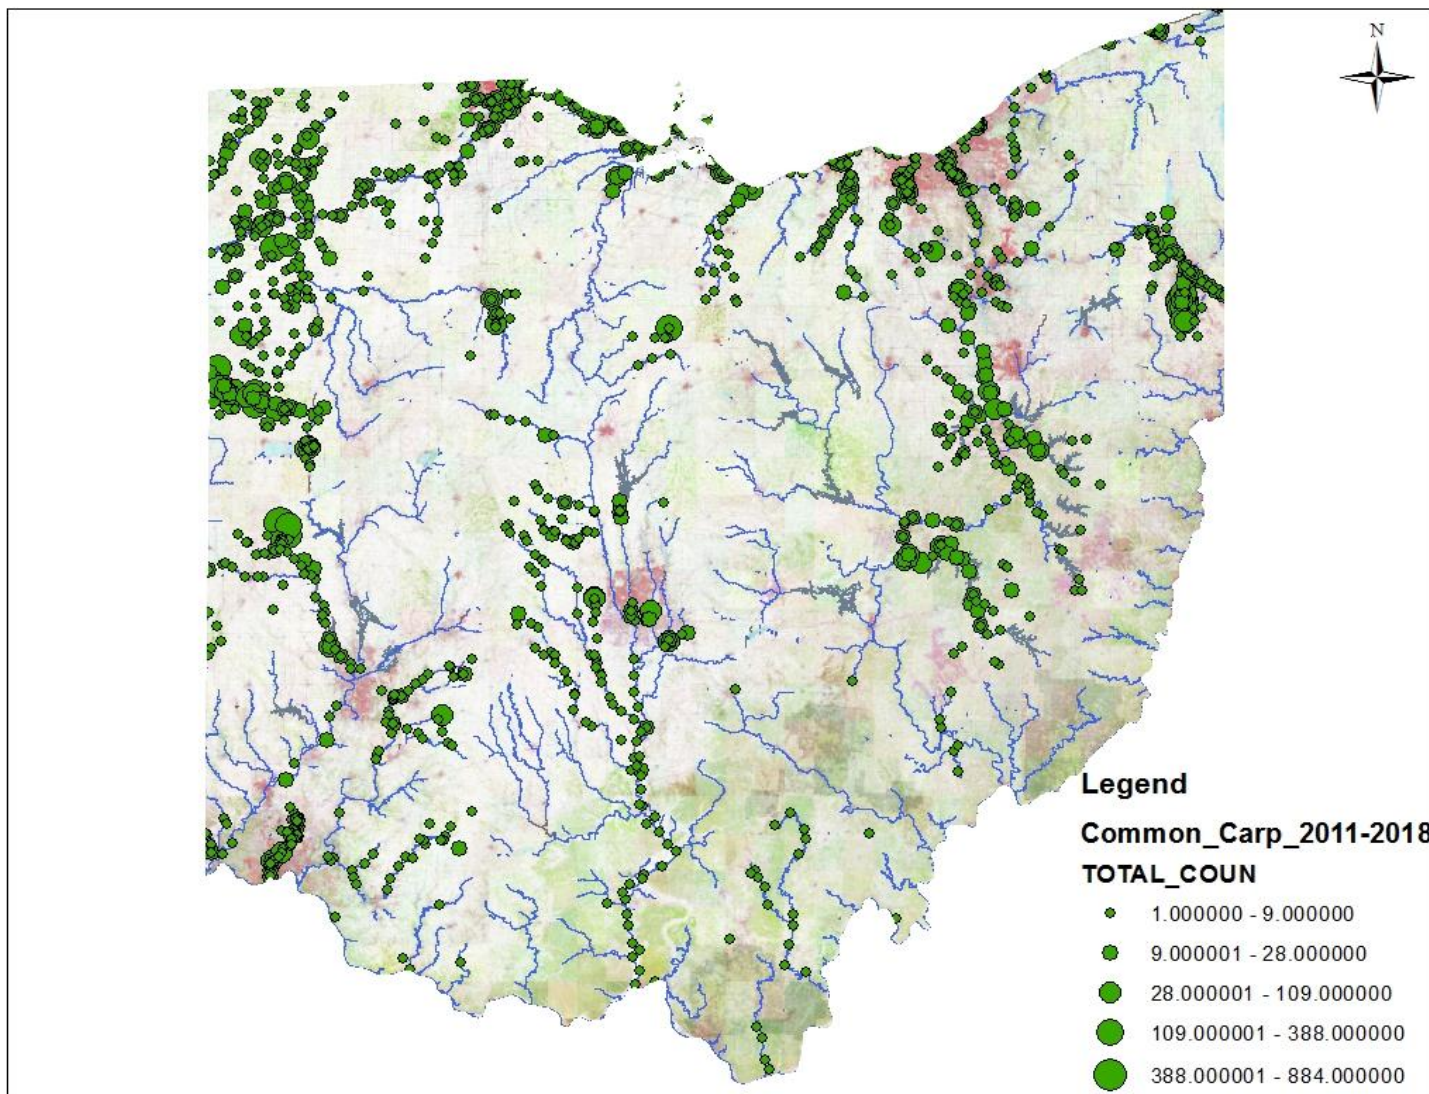 N
Legend
Common_Carp_2011-2018
TOTAL_COUN
1.000000 - 9.000000
9.000001 - 28.000000
28.000001 - 109.000000
109.000001 - 388.000000
388.000001 - 884.000000